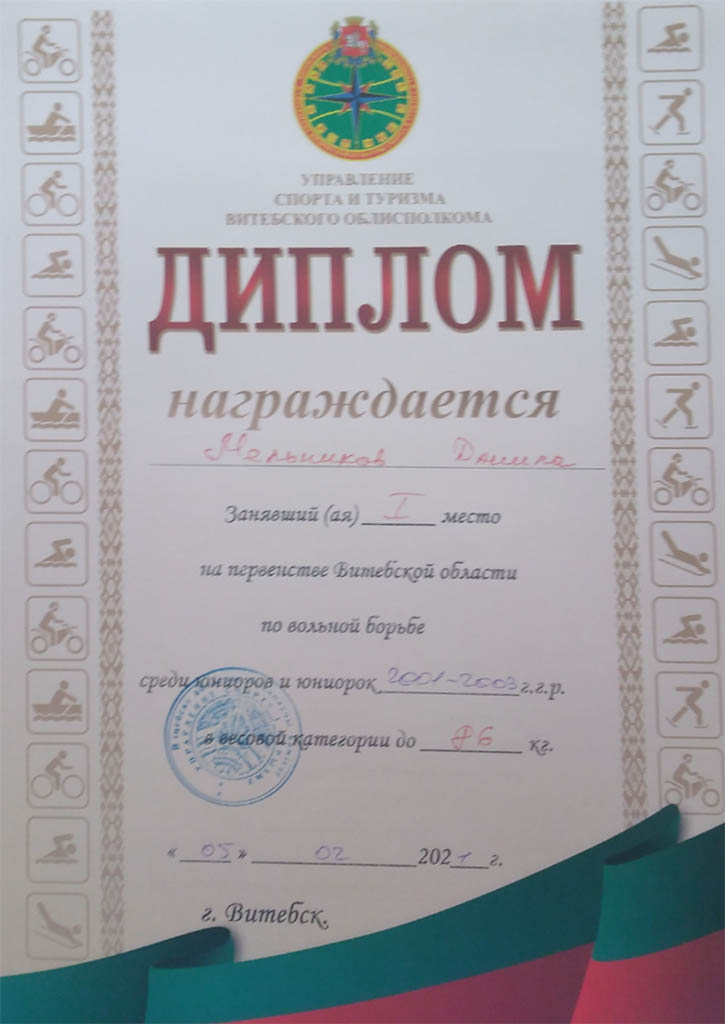 УПРАВЛЕНИЕ
СПОРТА И ТУРИЗМА
ВИТЕБСКОГО ОБЛИСПОЛКОМА
ДИПЛОМ
награждается
Мельников Данила
Занявший (ая) I место
на первенстве Витебской области
по вольной борьбе
среди юниоров и юниорок 2001-2003 г.г.р.
в весовой категории до 86 кг.
« 05 » 02 2021 г.
г. Витебск.